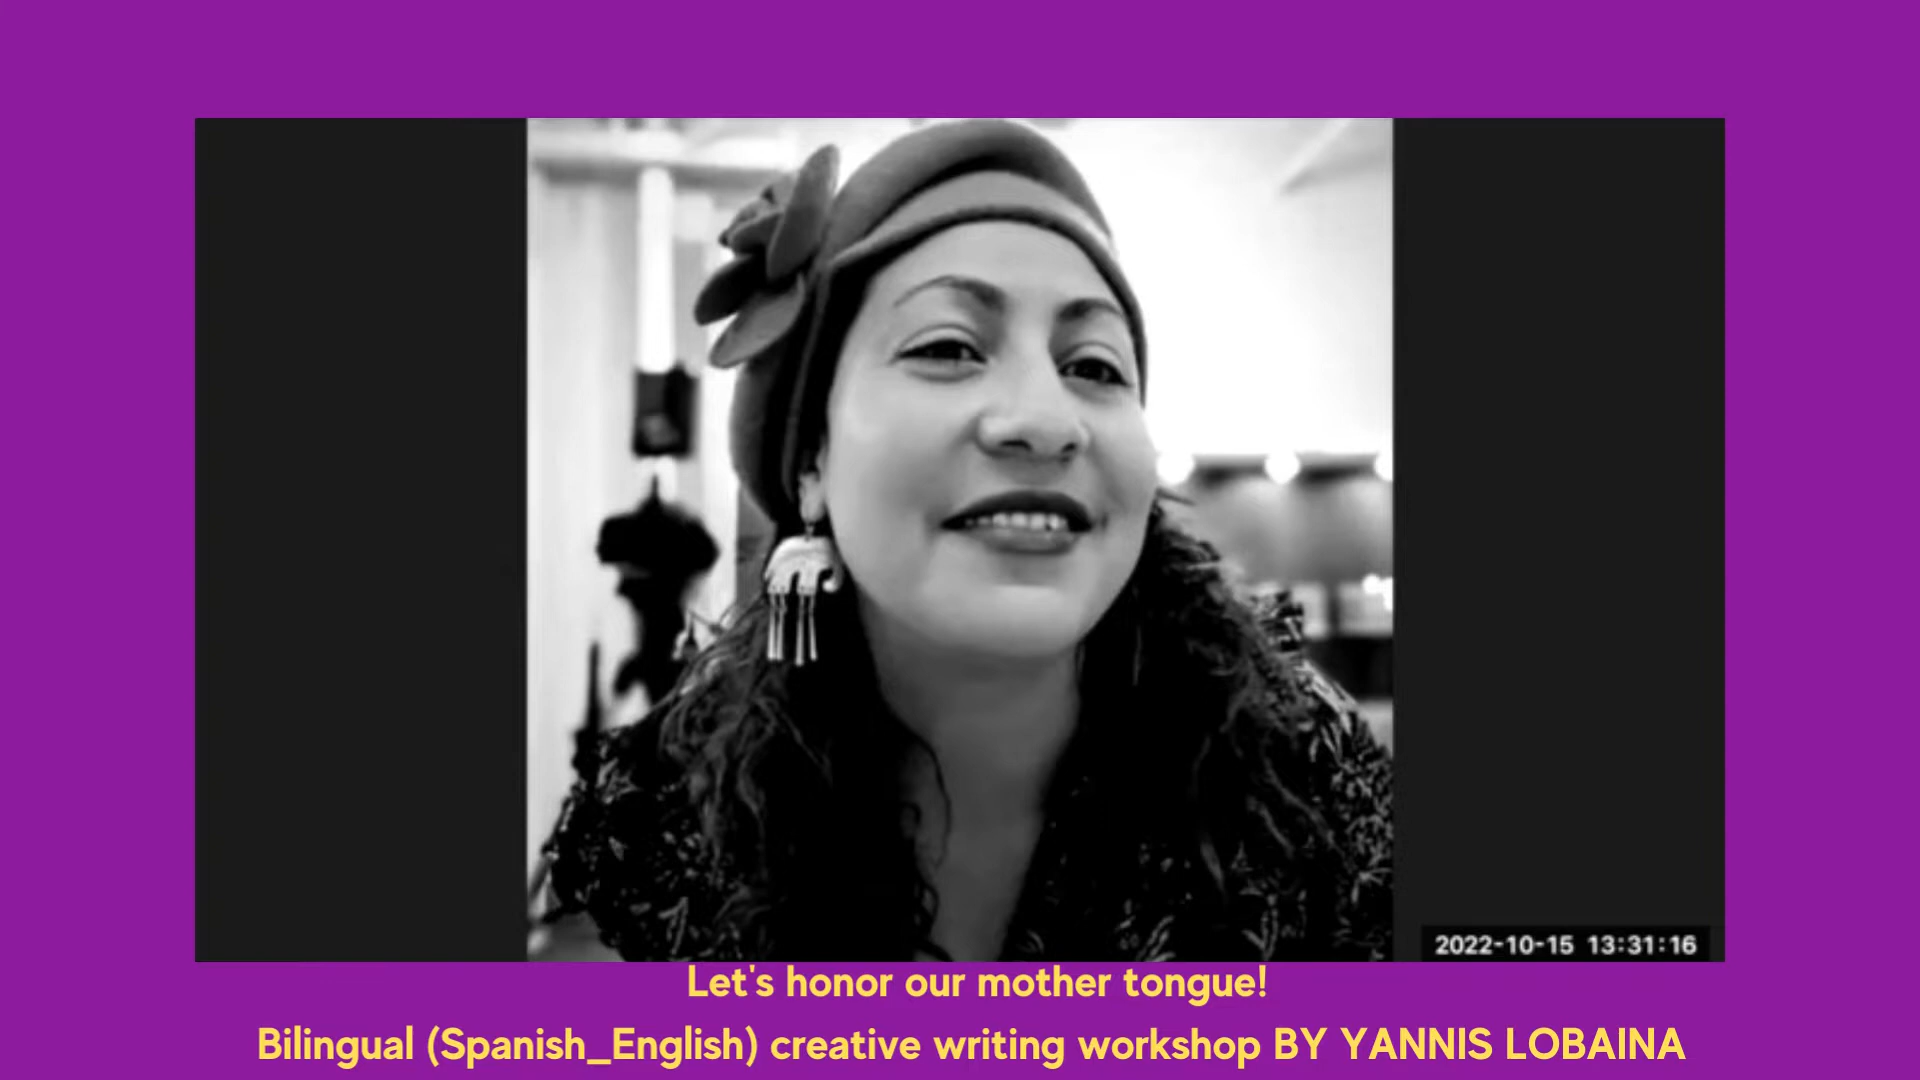 2022-10-15 13:31:16
Let's honor our mother tongue!
Bilingual (Spanish_English) creative writing workshop BY YANNIS LOBAINA